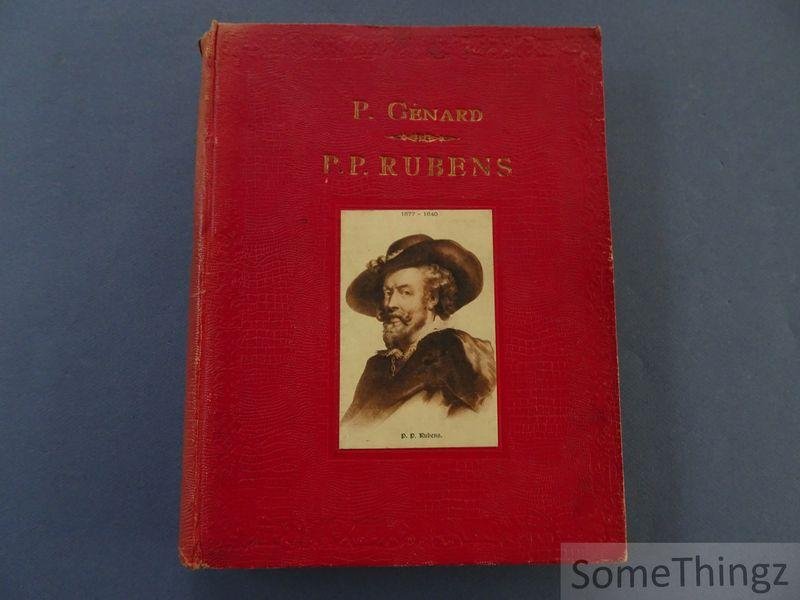 P. GÉNARD
P.P. RUBENS
1577 - 1640
P. P. Rubens.
SomeThingz